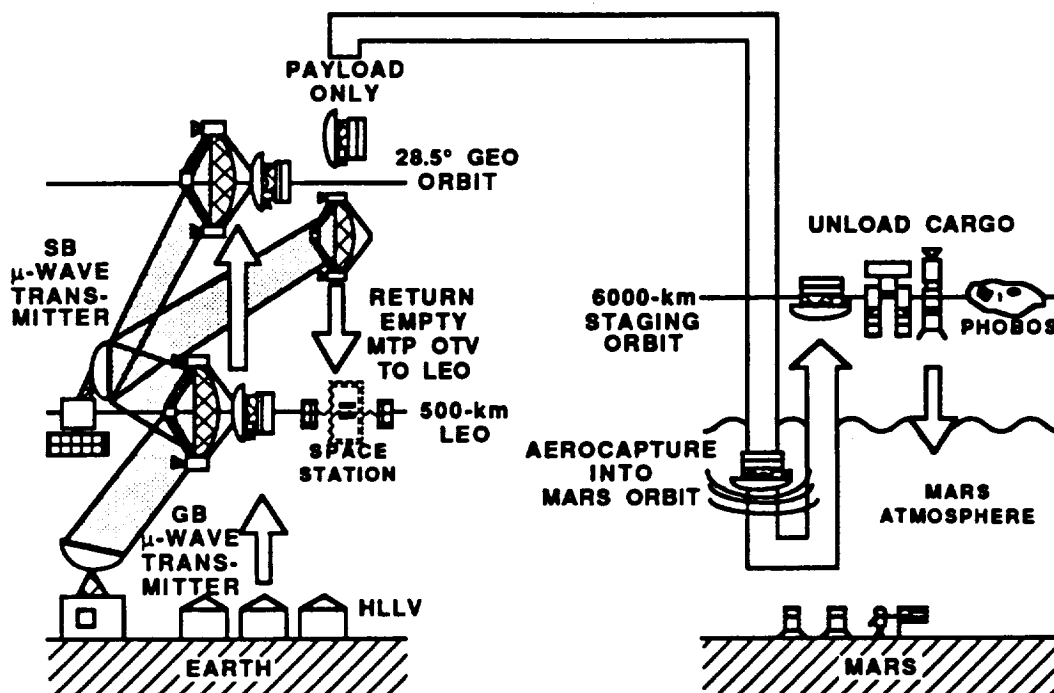 PAYLOAD
ONLY
28.5° GEO
ORBIT
SB
μ-WAVE
TRANS-
MITTER
RETURN
EMPTY
MTP OTV
TO LEO
500-km
LEO
SPACE
STATION
GB
μ-WAVE
TRANS-
MITTER
HLLV
EARTH
UNLOAD CARGO
6000-km
STAGING
ORBIT
PHOBOS
AEROCAPTURE
INTO
MARS ORBIT
MARS
ATMOSPHERE
MARS